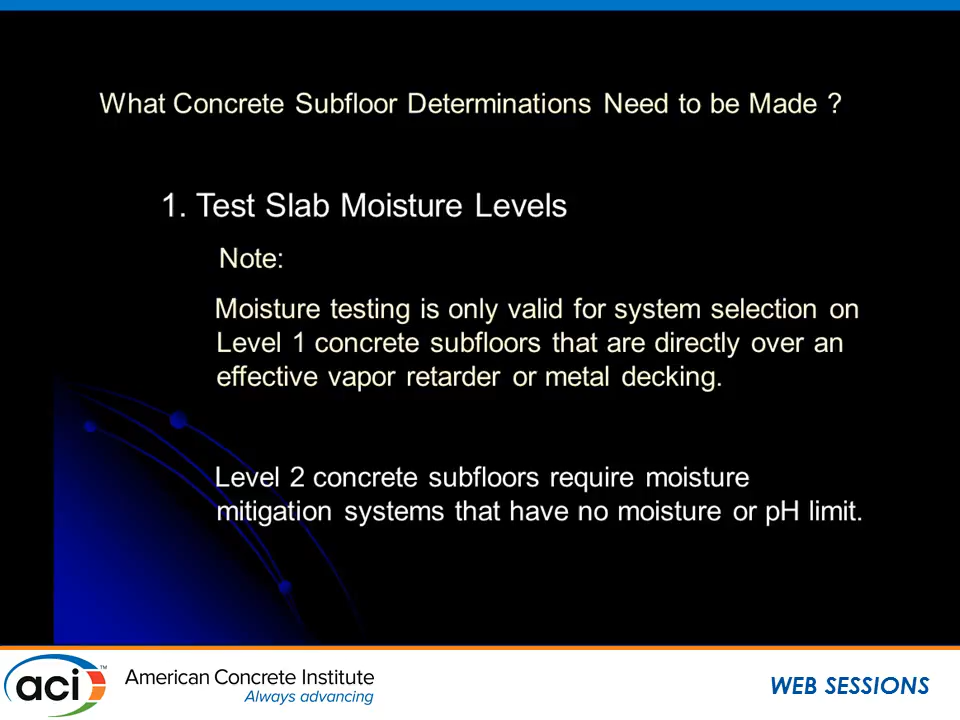 What Concrete Subfloor Determinations Need to be Made ?
1. Test Slab Moisture Levels
Note:
Moisture testing is only valid for system selection on
Level 1 concrete subfloors that are directly over an
effective vapor retarder or metal decking.
Level 2 concrete subfloors require moisture
mitigation systems that have no moisture or pH limit.
aci™
American Concrete Institute
Always advancing
WEB SESSIONS